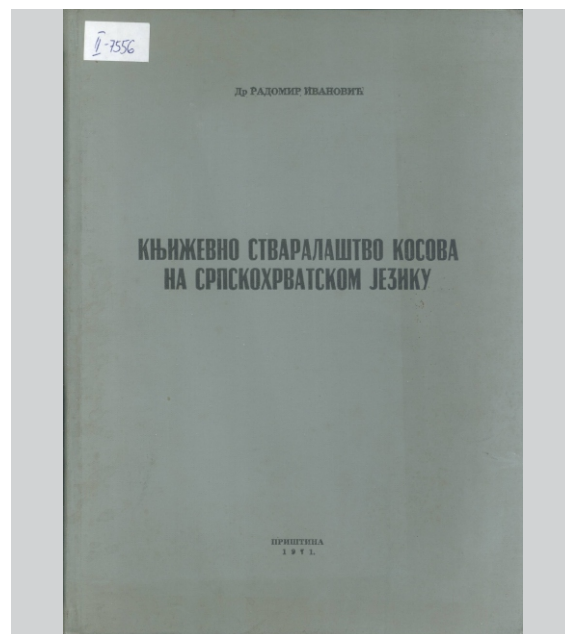 II-7556
Др РАДОМИР ИВАНОВИЋ
КЊИЖЕВНО СТВАРАЛАШТВО КОСОВА
НА СРПСКОХРВАТСКОМ ЈЕЗИКУ
ПРИШТИНА
1971.